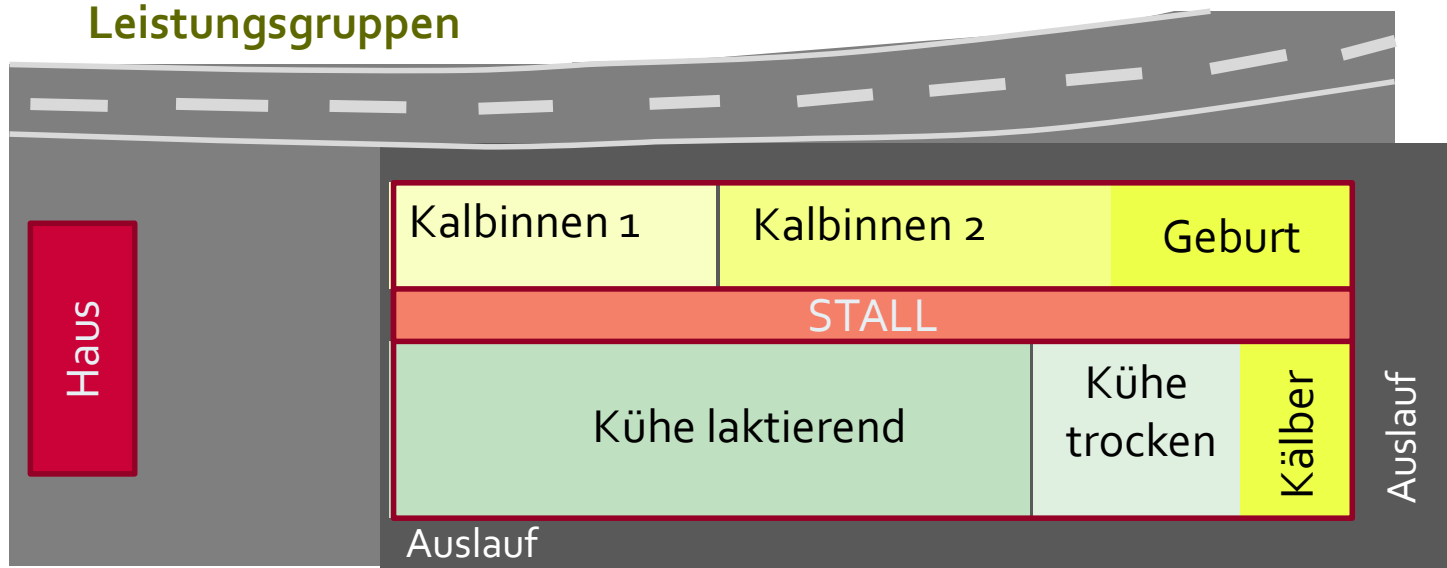 Leistungsgruppen
Kalbinnen 1
Kalbinnen 2
Geburt
STALL
Haus
Kühe laktierend
Kühe
trocken
Kälber
Auslauf
Auslauf